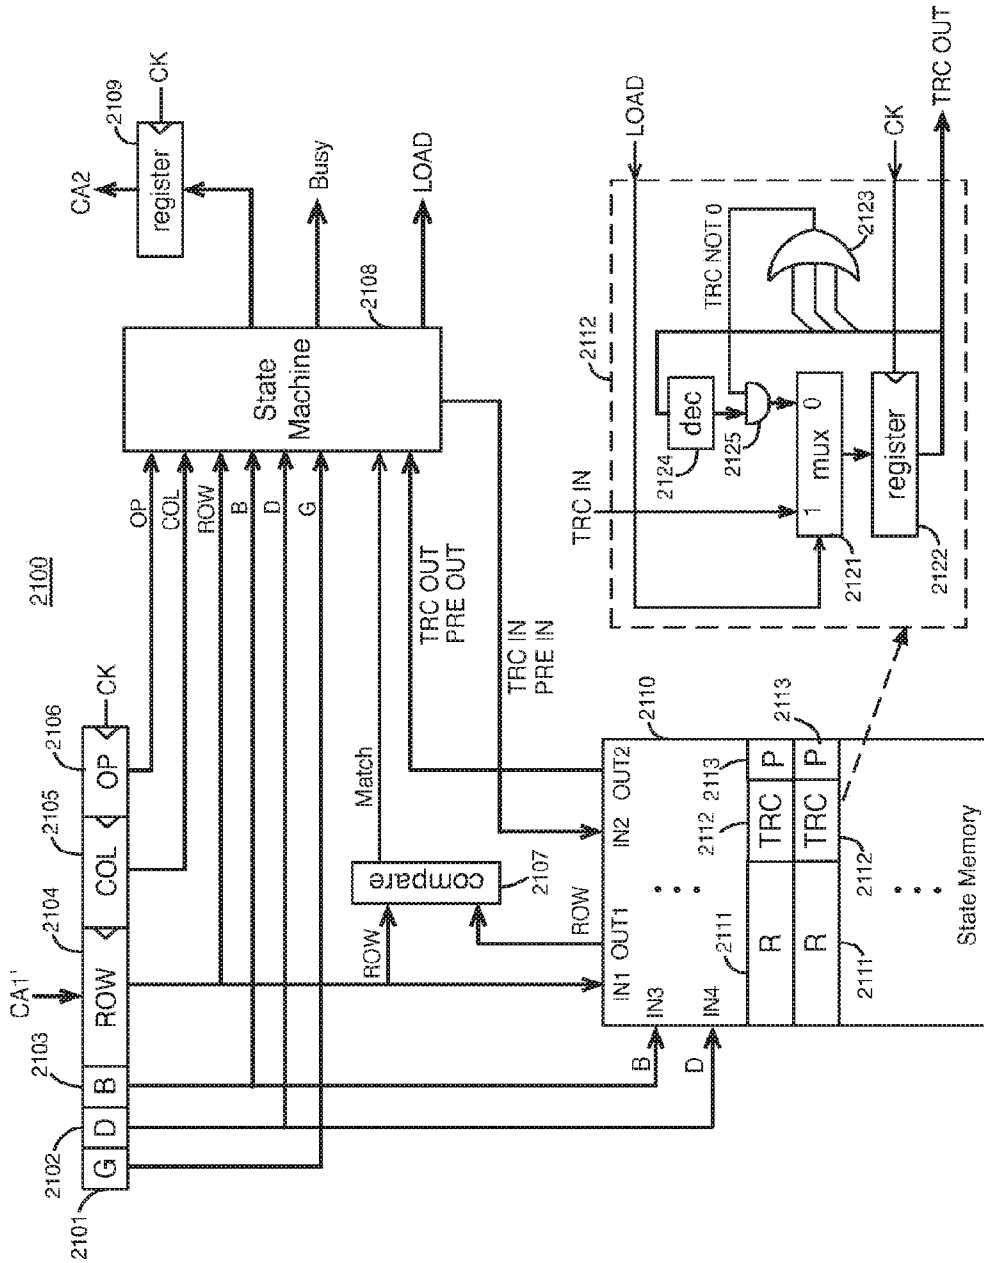 2100
CA1'
2101
2102
2103
2104
2105
2106
G
D
B
ROW
COL
OP
CK
OP
COL
ROW
B
D
G
State
Machine
2108
CA2
register
2109
CK
Busy
LOAD
ROW
compare
2107
Match
ROW
TRC OUT
PRE OUT
TRC IN
PRE IN
B
D
IN1
OUT1
IN2
OUT2
IN3
IN4
2110
2111
2112
2113
R
TRC
P
R
TRC
P
2111
2112
2113
State Memory
2112
TRC IN
LOAD
CK
TRC OUT
TRC NOT 0
2123
dec
2124
2125
1
mux
0
2121
register
2122